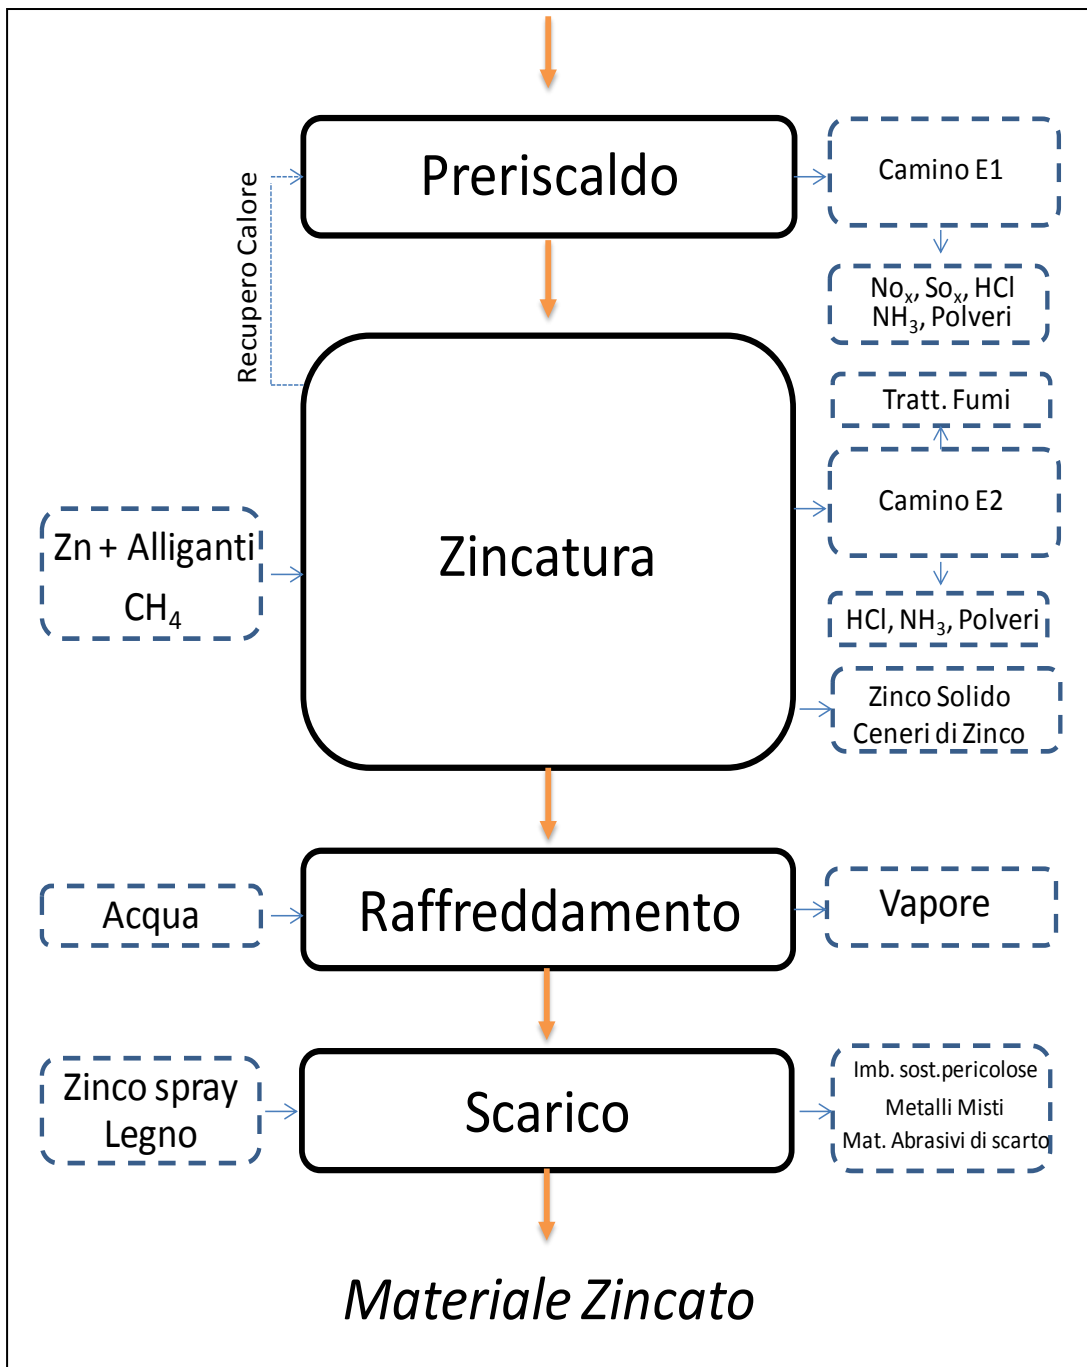 Preriscaldo
Camino E1
Recupero Calore
Noₓ, Soₓ, HCl
NH₃, Polveri
Tratt. Fumi
Camino E2
Zn + Alliganti
CH₄
Zincatura
HCl, NH₃, Polveri
Zinco Solido
Ceneri di Zinco
Acqua
Raffreddamento
Vapore
Zinco spray
Legno
Scarico
Imb. sost.pericolose
Metalli Misti
Mat. Abrasivi di scarto
Materiale Zincato